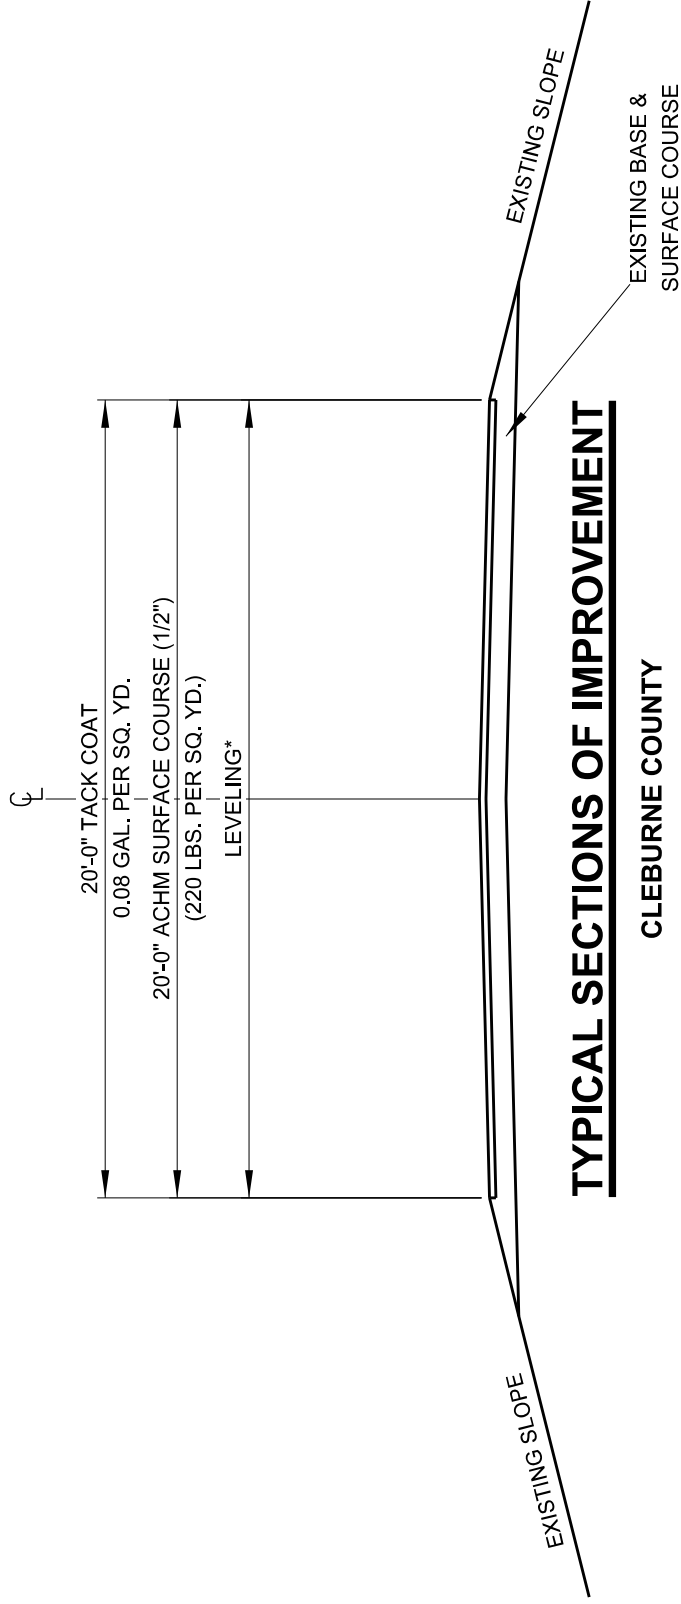 ℄
20'-0" TACK COAT
0.08 GAL. PER SQ. YD.
20'-0" ACHM SURFACE COURSE (1/2")
(220 LBS. PER SQ. YD.)
LEVELING*
EXISTING SLOPE
EXISTING SLOPE
EXISTING BASE &
SURFACE COURSE
TYPICAL SECTIONS OF IMPROVEMENT
CLEBURNE COUNTY